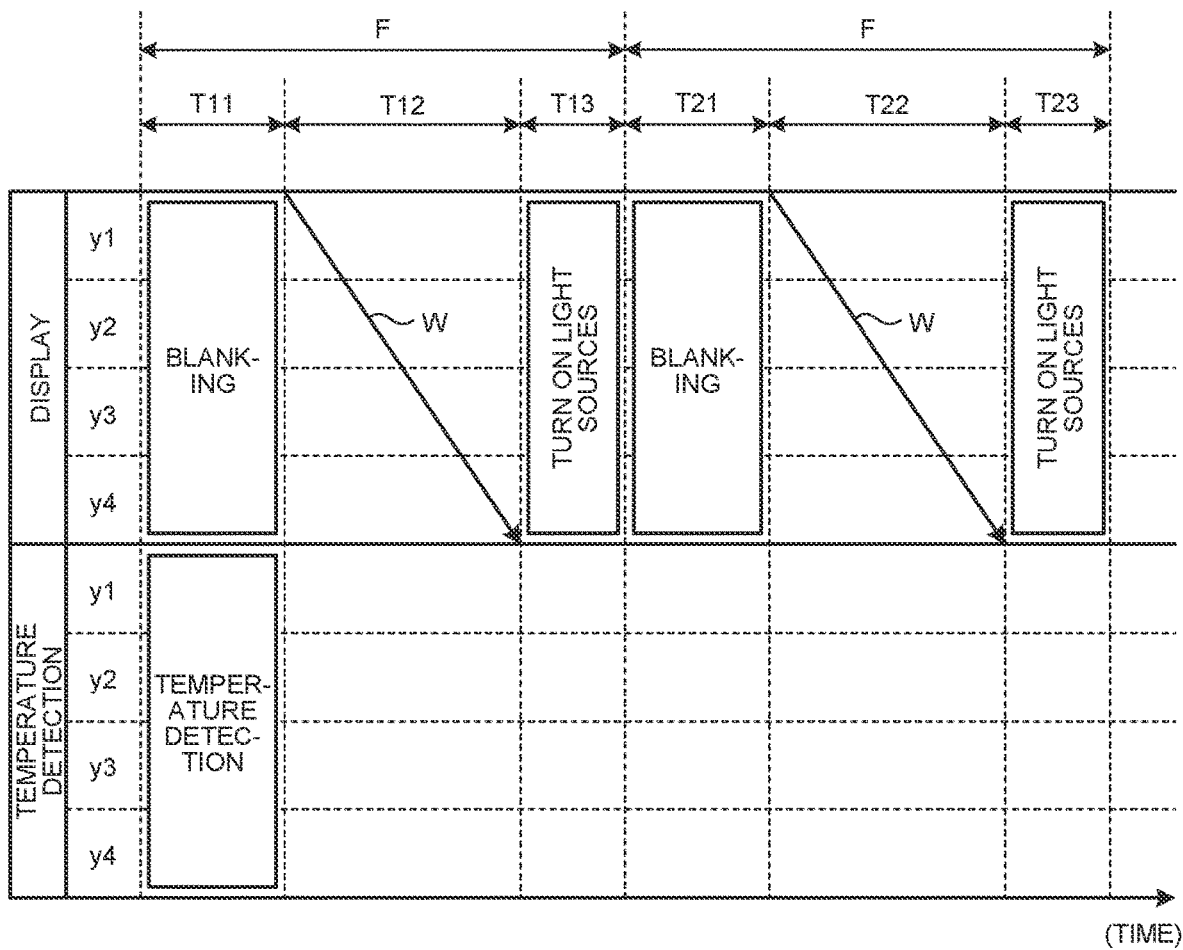 F F
T11 T12 T13 T21 T22 T23
DISPLAY
y1
y2
y3
y4
BLANK-
ING
W
TURN ON LIGHT
SOURCES
BLANK-
ING
W
TURN ON LIGHT
SOURCES
TEMPERATURE
DETECTION
y1
y2
y3
y4
TEMPER-
ATURE
DETEC-
TION
(TIME)